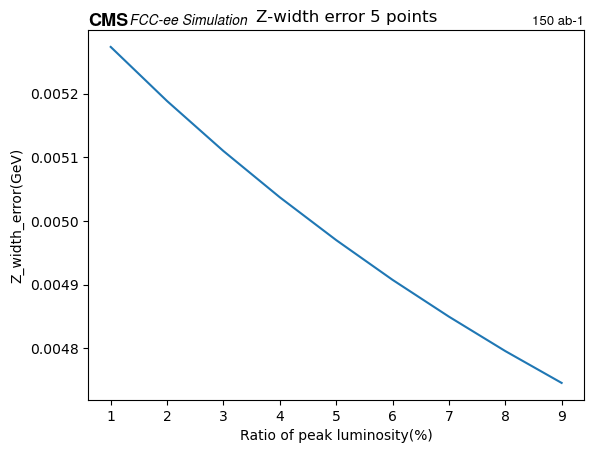 CMS FCC-ee Simulation Z-width error 5 points 150 ab-1
0.0052
0.0051
0.0050
0.0049
0.0048
Z_width_error(GeV)
1 2 3 4 5 6 7 8 9
Ratio of peak luminosity(%)